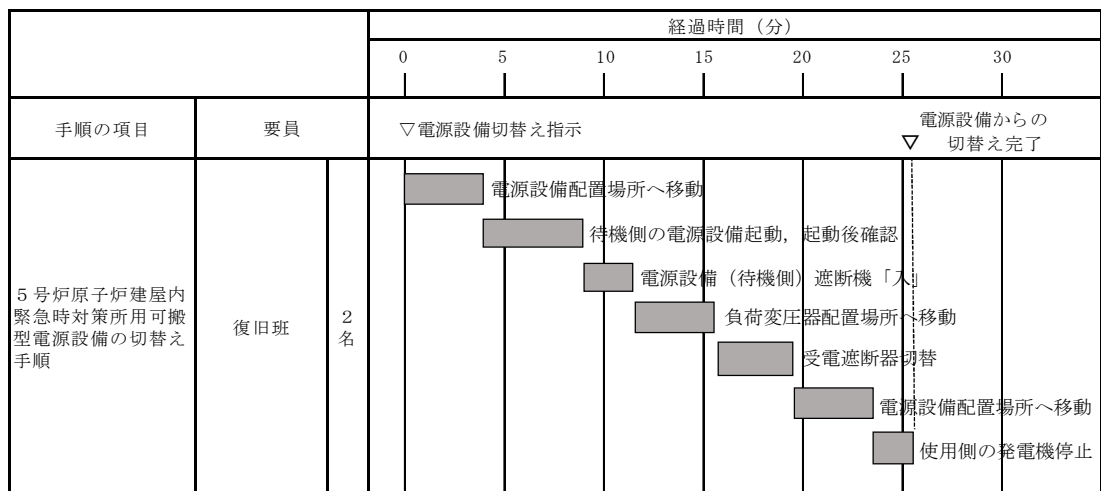 経過時間（分）
0 5 10 15 20 25 30
手順の項目
要員
▽電源設備切替え指示
電源設備からの
切替え完了
▽
5号炉原子炉建屋内
緊急時対策所用可搬
型電源設備の切替え
手順
復旧班
2
名
電源設備配置場所へ移動
待機側の電源設備起動，起動後確認
電源設備（待機側）遮断機「入」
負荷変圧器配置場所へ移動
受電遮断器切替
電源設備配置場所へ移動
使用側の発電機停止